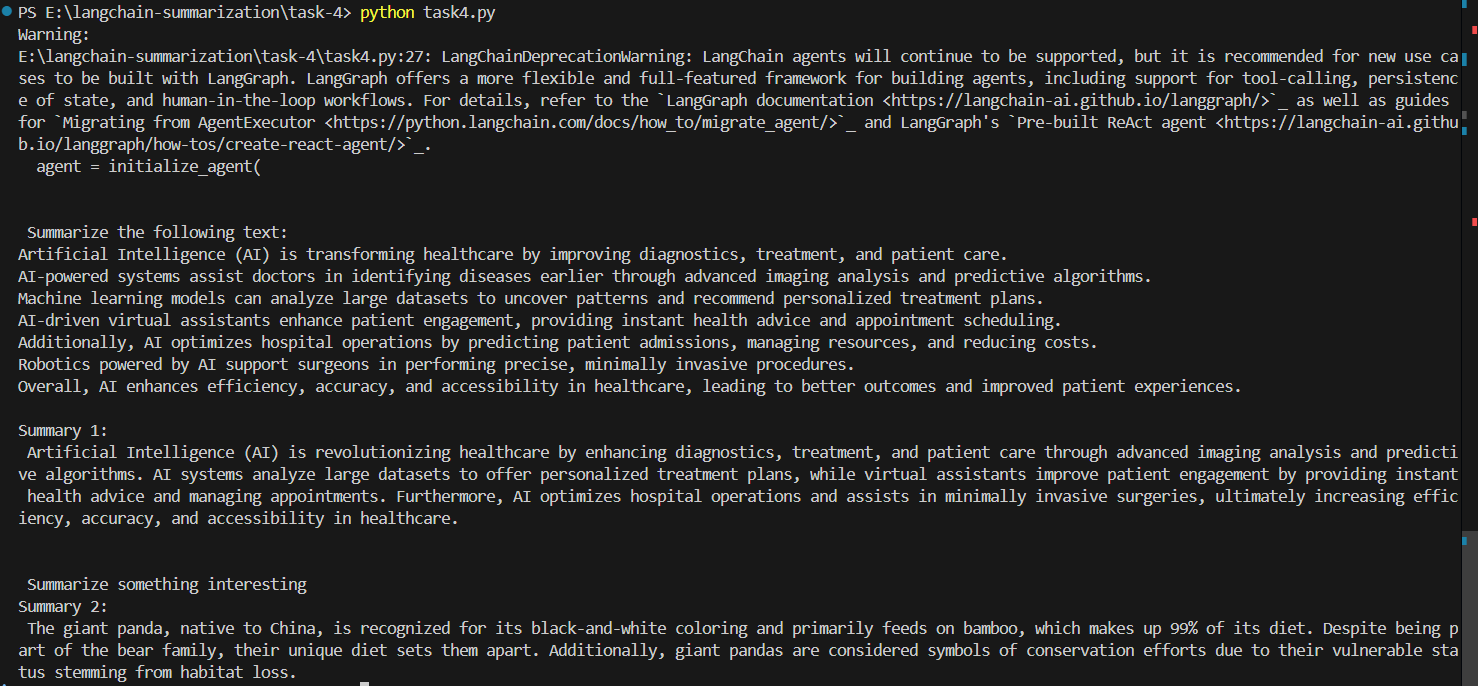 PS E:\langchain-summarization\task-4> python task4.py
Warning:
E:\langchain-summarization\task-4\task4.py:27: LangChainDeprecationWarning: LangChain agents will continue to be supported, but it is recommended for new use ca
ses to be built with LangGraph. LangGraph offers a more flexible and full-featured framework for building agents, including support for tool-calling, persistenc
e of state, and human-in-the-loop workflows. For details, refer to the `LangGraph documentation <https://langchain-ai.github.io/langgraph/>`_ as well as guides
for `Migrating from AgentExecutor <https://python.langchain.com/docs/how_to/migrate_agent/>`_ and LangGraph's `Pre-built ReAct agent <https://langchain-ai.githu
b.io/langgraph/how-tos/create-react-agent/>`_.
  agent = initialize_agent(
 Summarize the following text:
Artificial Intelligence (AI) is transforming healthcare by improving diagnostics, treatment, and patient care.
AI-powered systems assist doctors in identifying diseases earlier through advanced imaging analysis and predictive algorithms.
Machine learning models can analyze large datasets to uncover patterns and recommend personalized treatment plans.
AI-driven virtual assistants enhance patient engagement, providing instant health advice and appointment scheduling.
Additionally, AI optimizes hospital operations by predicting patient admissions, managing resources, and reducing costs.
Robotics powered by AI support surgeons in performing precise, minimally invasive procedures.
Overall, AI enhances efficiency, accuracy, and accessibility in healthcare, leading to better outcomes and improved patient experiences.
Summary 1:
 Artificial Intelligence (AI) is revolutionizing healthcare by enhancing diagnostics, treatment, and patient care through advanced imaging analysis and predicti
ve algorithms. AI systems analyze large datasets to offer personalized treatment plans, while virtual assistants improve patient engagement by providing instant
 health advice and managing appointments. Furthermore, AI optimizes hospital operations and assists in minimally invasive surgeries, ultimately increasing effic
iency, accuracy, and accessibility in healthcare.
 Summarize something interesting
Summary 2:
 The giant panda, native to China, is recognized for its black-and-white coloring and primarily feeds on bamboo, which makes up 99% of its diet. Despite being p
art of the bear family, their unique diet sets them apart. Additionally, giant pandas are considered symbols of conservation efforts due to their vulnerable sta
tus stemming from habitat loss.